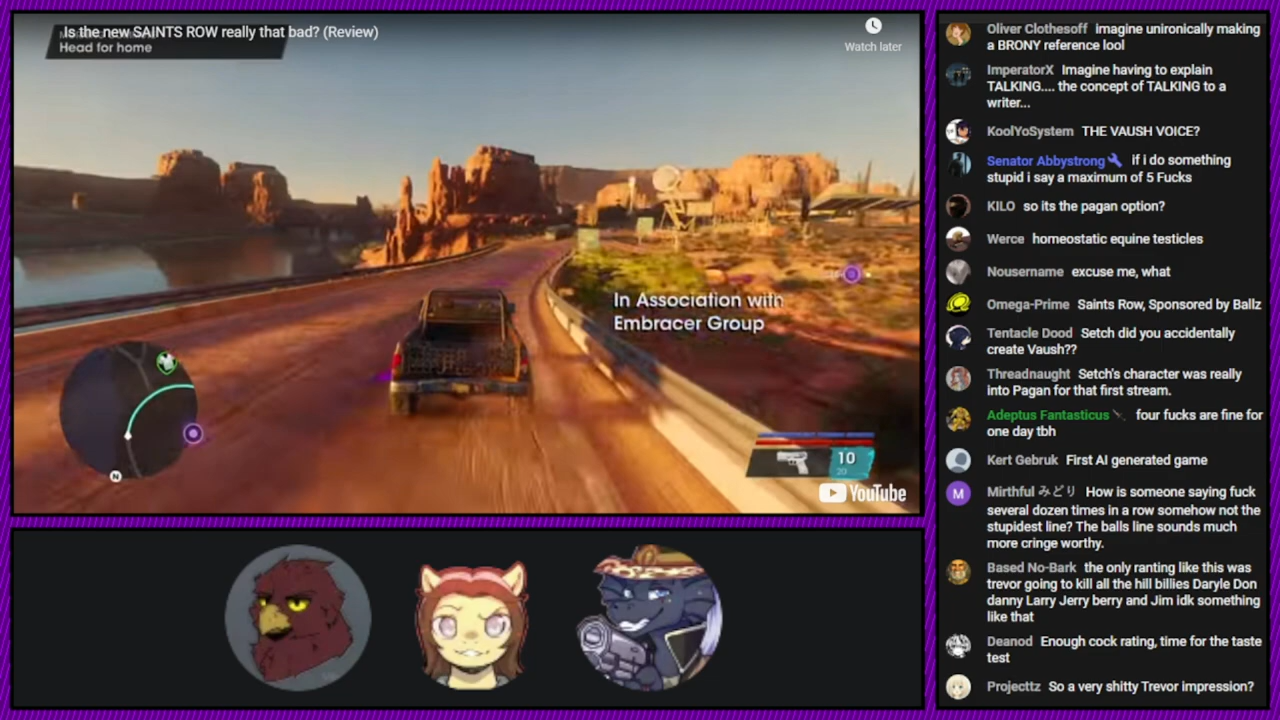 Is the new SAINTS ROW really that bad? (Review)
Head for home
Watch later
In Association with
Embracer Group
N
10
20
YouTube
Oliver Clothesoff imagine unironically making
a BRONY reference lool
ImperatorX Imagine having to explain
TALKING.... the concept of TALKING to a
writer...
KoolYoSystem THE VAUSH VOICE?
Senator Abbystrong if i do something
stupid i say a maximum of 5 Fucks
KILO so its the pagan option?
Werce homeostatic equine testicles
Nousername excuse me, what
Omega-Prime Saints Row, Sponsored by Ballz
Tentacle Dood Setch did you accidentally
create Vaush??
Threadnaught Setch's character was really
into Pagan for that first stream.
Adeptus Fantasticus four fucks are fine for
one day tbh
Kert Gebruk First AI generated game
M
Mirthful みどり How is someone saying fuck
several dozen times in a row somehow not the
stupidest line? The balls line sounds much
more cringe worthy.
Based No-Bark the only ranting like this was
trevor going to kill all the hill billies Daryle Don
danny Larry Jerry berry and Jim idk something
like that
Deanod Enough cock rating, time for the taste
test
Projecttz So a very shitty Trevor impression?